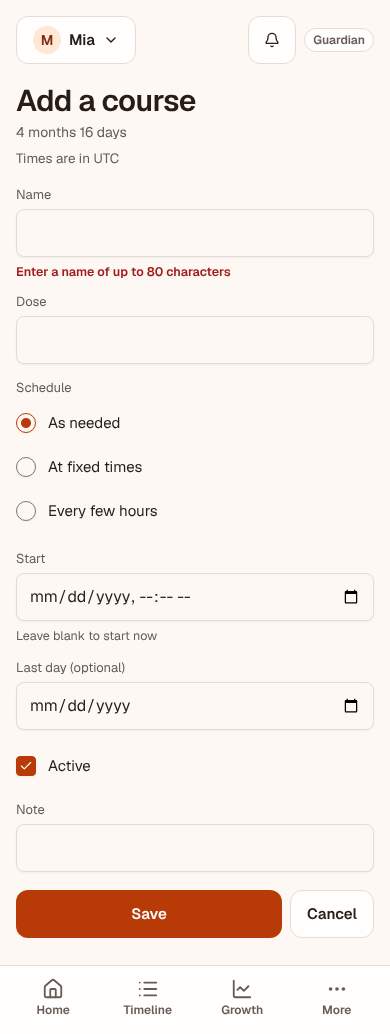 M Mia
Guardian
Add a course
4 months 16 days
Times are in UTC
Name
Enter a name of up to 80 characters
Dose
Schedule
As needed
At fixed times
Every few hours
Start
mm/dd/yyyy, --:-- --
Leave blank to start now
Last day (optional)
mm/dd/yyyy
Active
Note
Save Cancel
Home Timeline Growth More